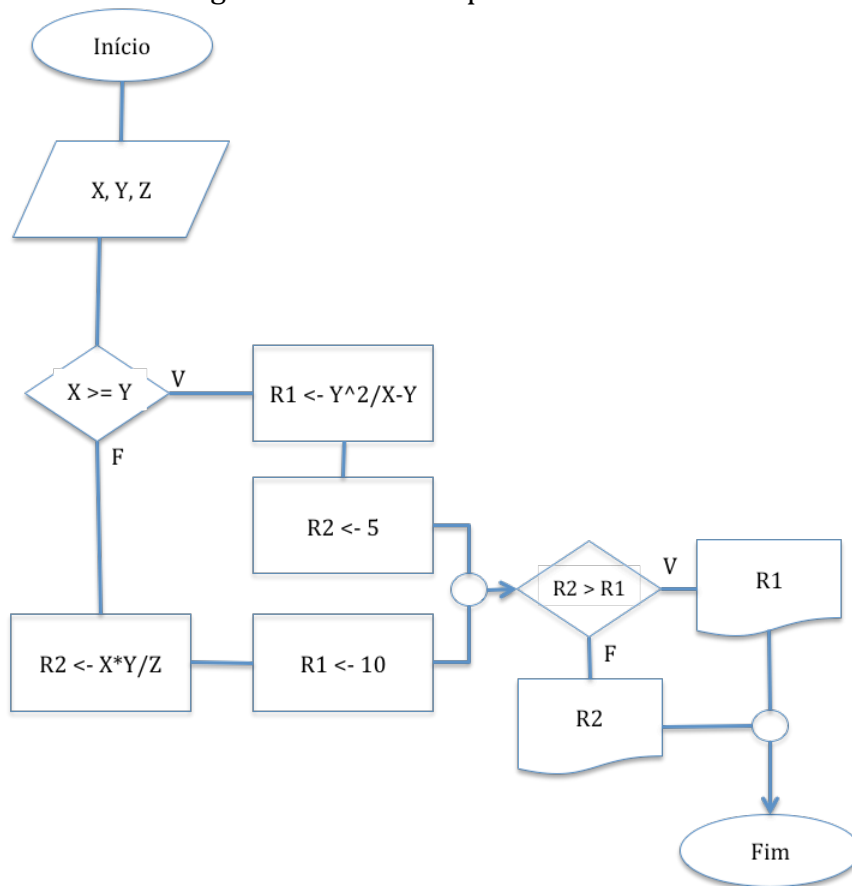 Início
X, Y, Z
X >= Y
V
R1 <- Y^2/X-Y
F
R2 <- 5
R2 > R1
V
R1
R2 <- X*Y/Z
R1 <- 10
F
R2
Fim